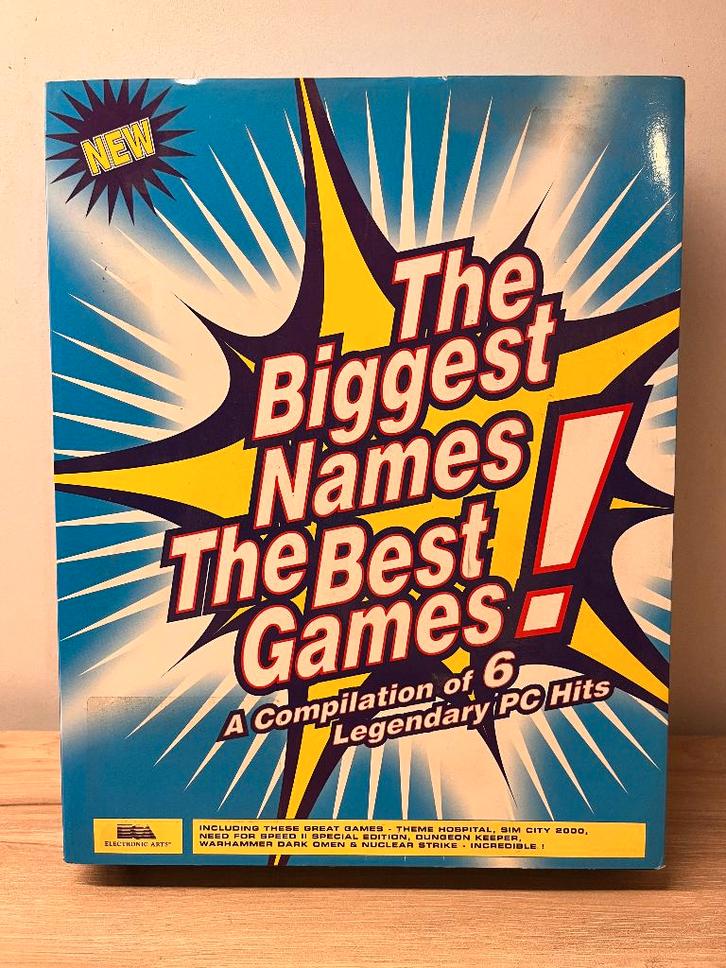 NEW
The
Biggest
Names
The Best
Games!
A Compilation of 6
Legendary PC Hits
EA
ELECTRONIC ARTS®
INCLUDING THESE GREAT GAMES - THEME HOSPITAL, SIM CITY 2000,
NEED FOR SPEED II SPECIAL EDITION, DUNGEON KEEPER,
WARHAMMER DARK OMEN & NUCLEAR STRIKE - INCREDIBLE !